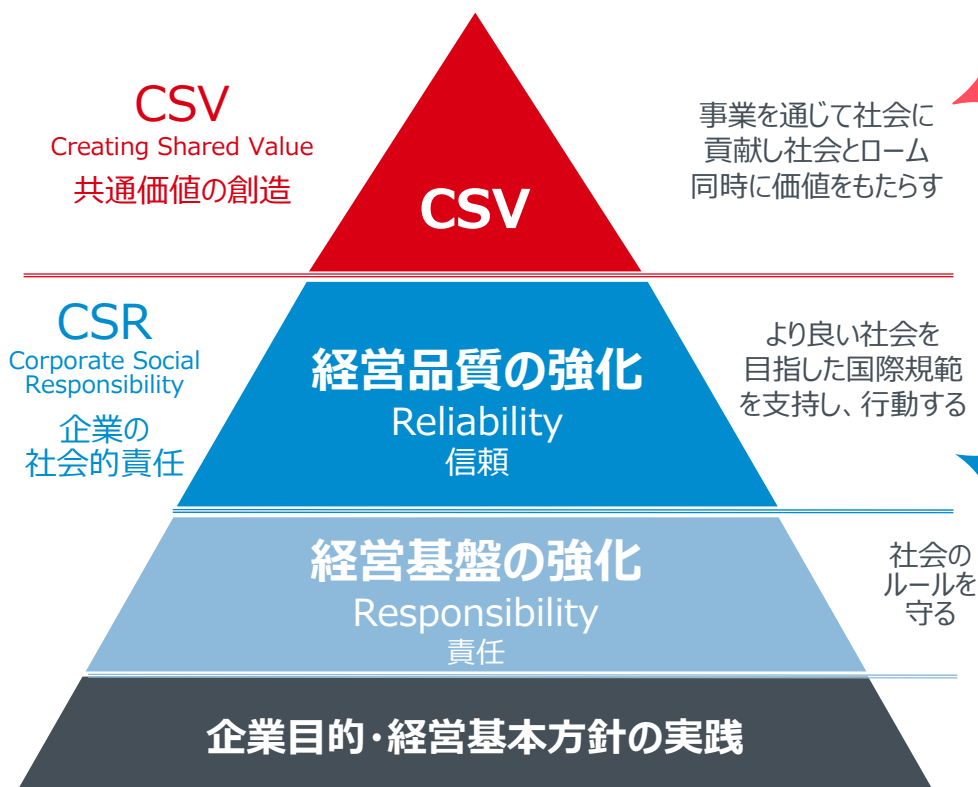 CSV
Creating Shared Value
共通価値の創造
CSV
事業を通じて社会に
貢献し社会とローム
同時に価値をもたらす
CSR
Corporate Social
Responsibility
企業の
社会的責任
経営品質の強化
Reliability
信頼
より良い社会を
目指した国際規範
を支持し、行動する
経営基盤の強化
Responsibility
責任
社会の
ルールを
守る
企業目的・経営基本方針の実践